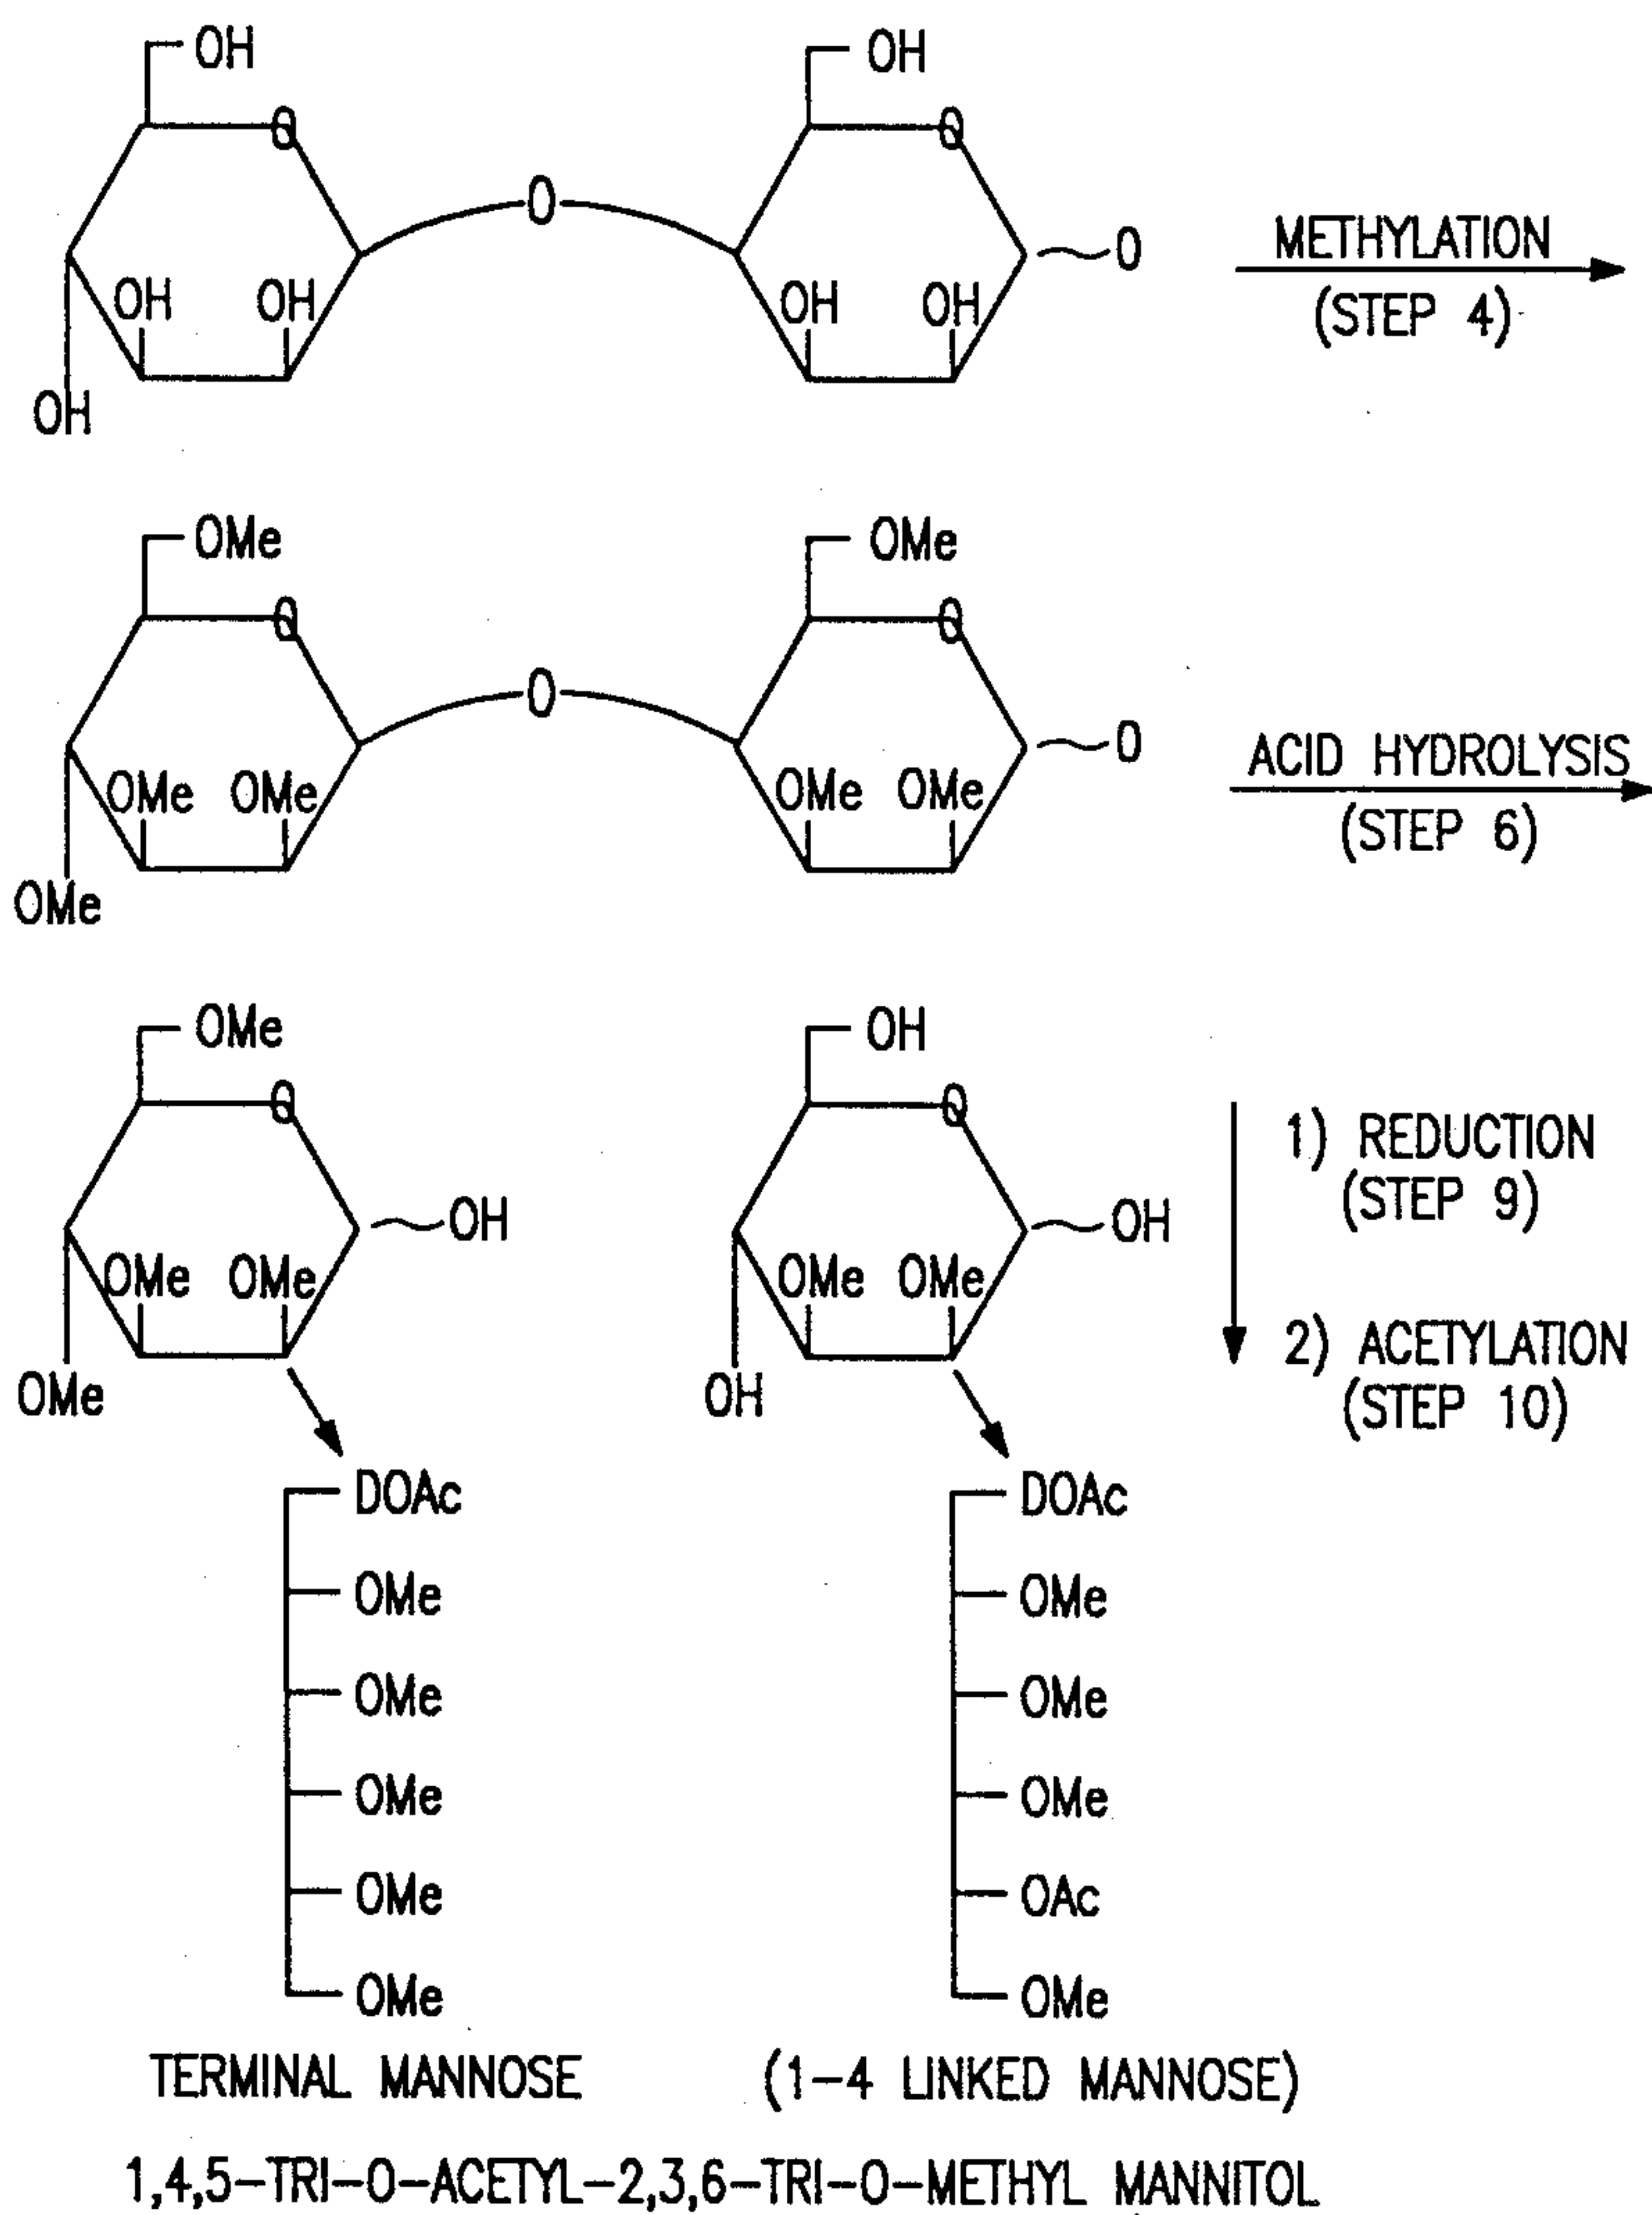 OH OH
O O
O
O
OH OH OH OH
OH
METHYLATION
(STEP 4)
OMe OMe
O O
O
O
OMe OMe OMe OMe
OMe
ACID HYDROLYSIS
(STEP 6)
OMe OH
O O
OH OH
OMe OMe OMe OMe
OMe OH
1) REDUCTION
(STEP 9)
2) ACETYLATION
(STEP 10)
DOAc DOAc
OMe OMe
OMe OMe
OMe OMe
OMe OAc
OMe OMe
TERMINAL MANNOSE (1-4 LINKED MANNOSE)
1,4,5-TRI-O-ACETYL-2,3,6-TRI-O-METHYL MANNITOL